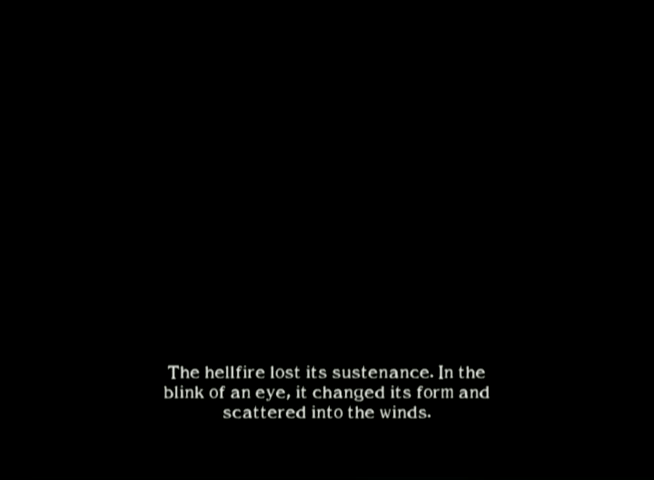 The hellfire lost its sustenance. In the
blink of an eye, it changed its form and
scattered into the winds.